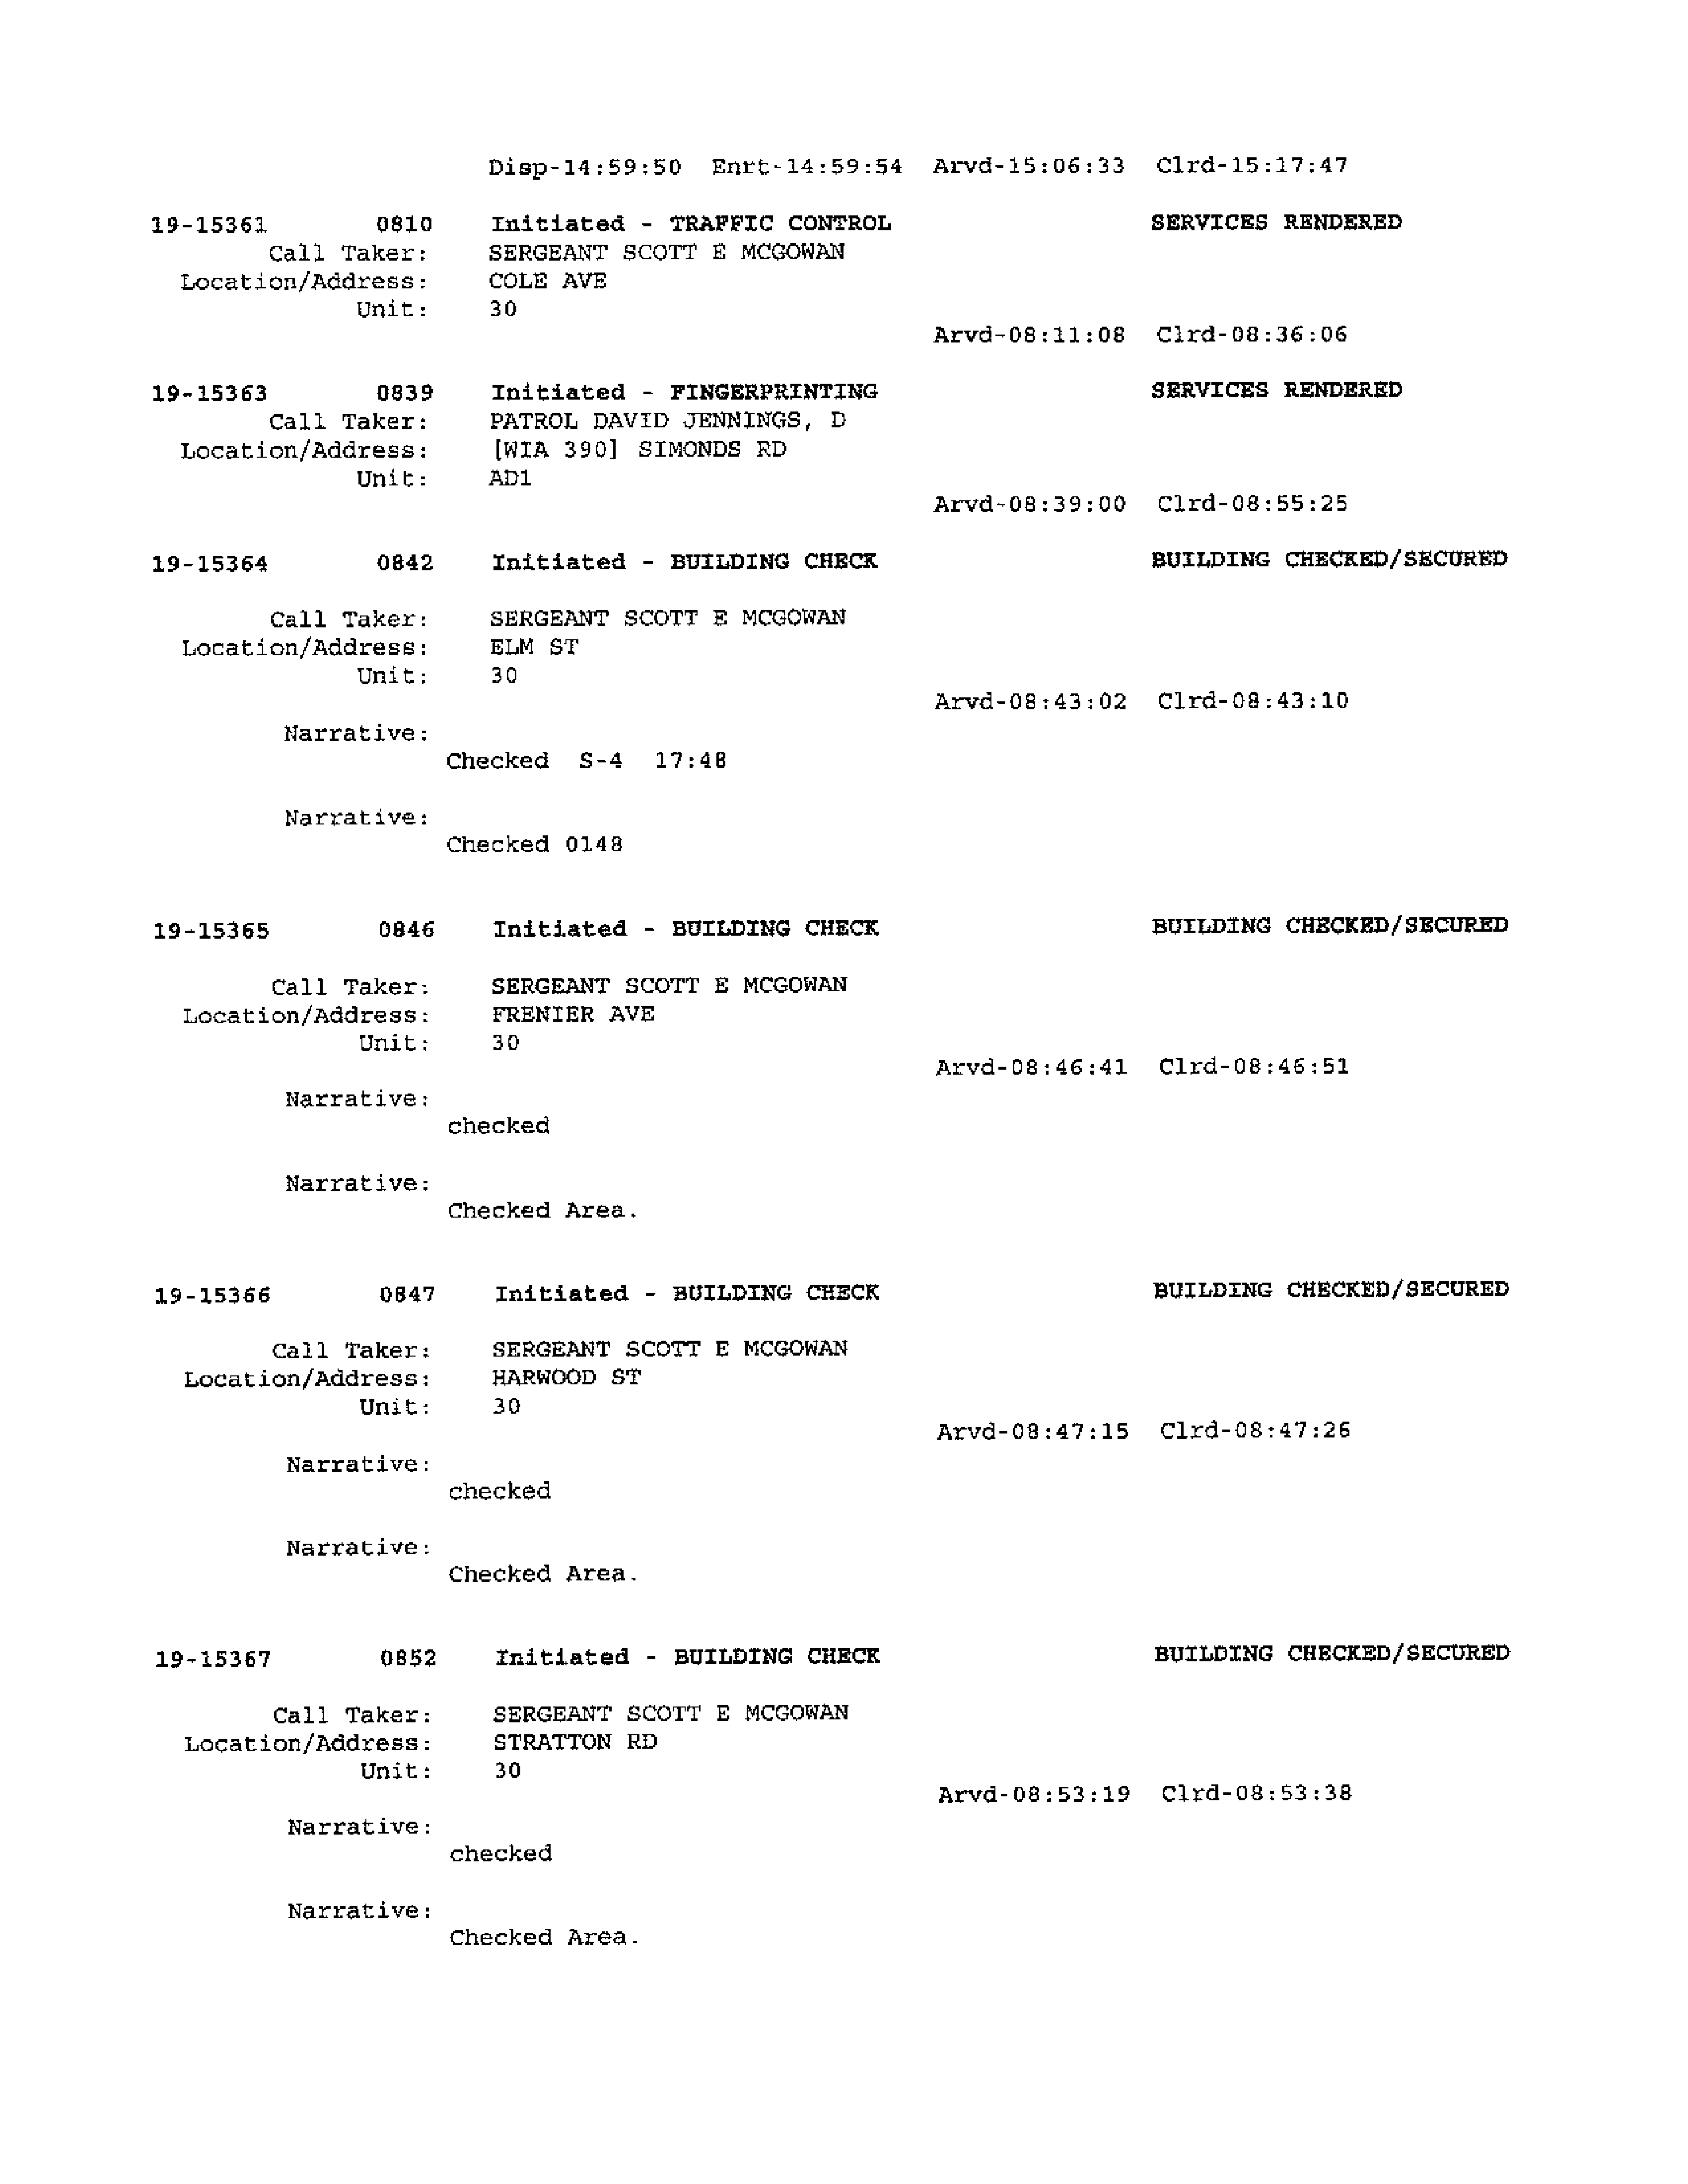 Disp-14:59:50 Enrt-14:59:54 Arvd-15:06:33 Clrd-15:17:47
19-15361 0810 Initiated - TRAFFIC CONTROL SERVICES RENDERED
Call Taker: SERGEANT SCOTT E MCGOWAN
Location/Address: COLE AVE
Unit: 30
Arvd-08:11:08 Clrd-08:36:06
19-15363 0839 Initiated - FINGERPRINTING SERVICES RENDERED
Call Taker: PATROL DAVID JENNINGS, D
Location/Address: [WIA 390] SIMONDS RD
Unit: AD1
Arvd-08:39:00 Clrd-08:55:25
19-15364 0842 Initiated - BUILDING CHECK BUILDING CHECKED/SECURED
Call Taker: SERGEANT SCOTT E MCGOWAN
Location/Address: ELM ST
Unit: 30
Arvd-08:43:02 Clrd-08:43:10
Narrative:
Checked S-4 17:48
Narrative:
Checked 0148
19-15365 0846 Initiated - BUILDING CHECK BUILDING CHECKED/SECURED
Call Taker: SERGEANT SCOTT E MCGOWAN
Location/Address: FRENIER AVE
Unit: 30
Arvd-08:46:41 Clrd-08:46:51
Narrative:
checked
Narrative:
Checked Area.
19-15366 0847 Initiated - BUILDING CHECK BUILDING CHECKED/SECURED
Call Taker: SERGEANT SCOTT E MCGOWAN
Location/Address: HARWOOD ST
Unit: 30
Arvd-08:47:15 Clrd-08:47:26
Narrative:
checked
Narrative:
Checked Area.
19-15367 0852 Initiated - BUILDING CHECK BUILDING CHECKED/SECURED
Call Taker: SERGEANT SCOTT E MCGOWAN
Location/Address: STRATTON RD
Unit: 30
Arvd-08:53:19 Clrd-08:53:38
Narrative:
checked
Narrative:
Checked Area.